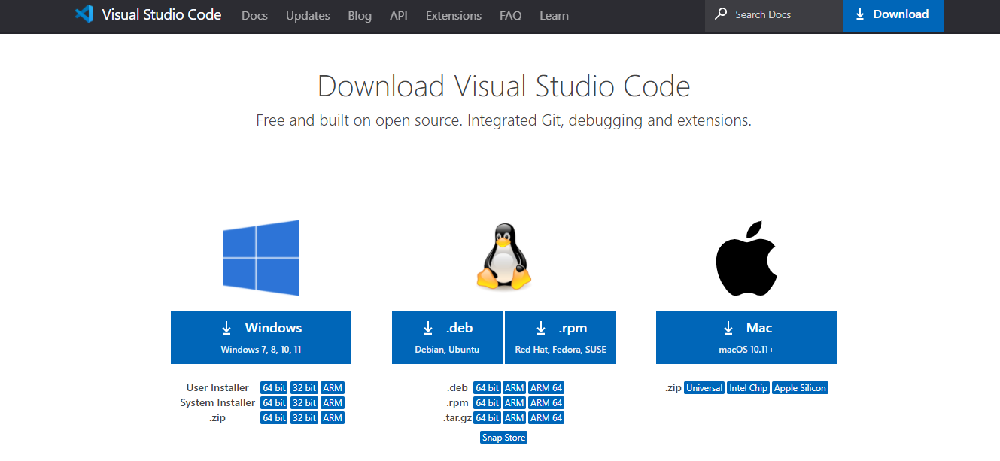 Visual Studio Code Docs Updates Blog API Extensions FAQ Learn Search Docs Download
Download Visual Studio Code
Free and built on open source. Integrated Git, debugging and extensions.
Windows
Windows 7, 8, 10, 11
User Installer 64 bit 32 bit ARM
System Installer 64 bit 32 bit ARM
.zip 64 bit 32 bit ARM
.deb
Debian, Ubuntu
.rpm
Red Hat, Fedora, SUSE
.deb 64 bit ARM ARM 64
.rpm 64 bit ARM ARM 64
.tar.gz 64 bit ARM ARM 64
Snap Store
Mac
macOS 10.11+
.zip Universal Intel Chip Apple Silicon